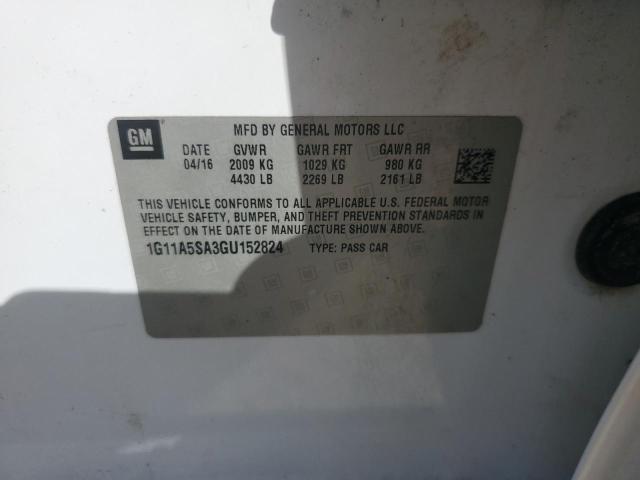 GM
MFD BY GENERAL MOTORS LLC
DATE GVWR GAWR FRT GAWR RR
04/16 2009 KG 1029 KG 980 KG
4430 LB 2269 LB 2161 LB
THIS VEHICLE CONFORMS TO ALL APPLICABLE U.S. FEDERAL MOTOR
VEHICLE SAFETY, BUMPER, AND THEFT PREVENTION STANDARDS IN
EFFECT ON THE DATE OF MANUFACTURE SHOWN ABOVE.
1G11A5SA3GU152824 TYPE: PASS CAR